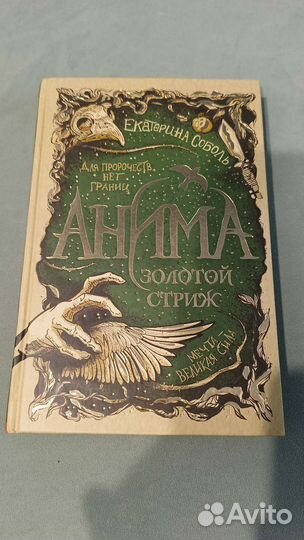 Екатерина Соболь
Для пророчеств
нет
границ
Анима
Золотой
стриж
Мечты
великая сила
Avito